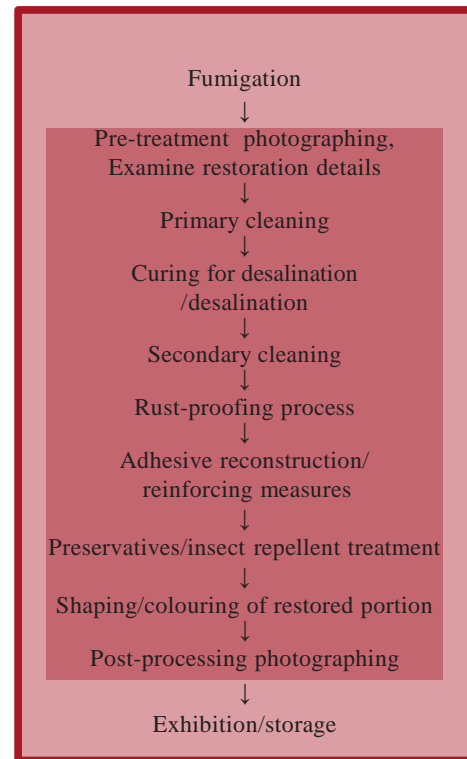 Fumigation
↓
Pre-treatment photographing,
Examine restoration details
↓
Primary cleaning
↓
Curing for desalination
/desalination
↓
Secondary cleaning
↓
Rust-proofing process
↓
Adhesive reconstruction/
reinforcing measures
↓
Preservatives/insect repellent treatment
↓
Shaping/colouring of restored portion
↓
Post-processing photographing
↓
Exhibition/storage